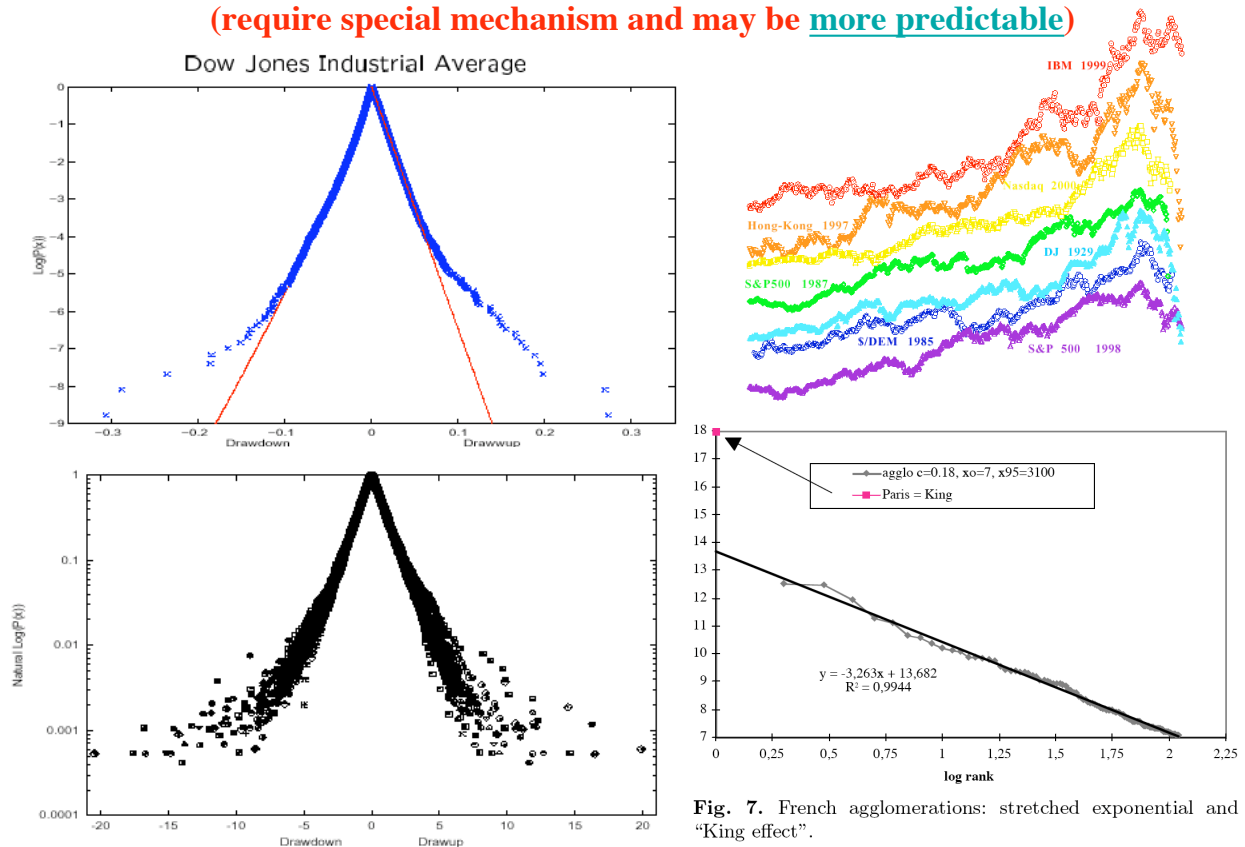 (require special mechanism and may be more predictable)
Dow Jones Industrial Average
0
−1
−2
−3
−4
−5
−6
−7
−8
−9
Log(P(x))
−0.3
−0.2
−0.1
0
0.1
0.2
0.3
Drawdown
Drawwup
IBM 1999
Nasdaq 2000
Hong-Kong 1997
DJ 1929
S&P500 1987
$/DEM 1985
S&P 500 1998
1
0.1
0.01
0.001
0.0001
Natural Log(P(x))
-20
-15
-10
-5
0
5
10
15
20
Drawdown
Drawup
18
17
16
15
14
13
12
11
10
9
8
7
agglo c=0.18, xo=7, x95=3100
Paris = King
y = -3,263x + 13,682
R² = 0,9944
0
0,25
0,5
0,75
1
1,25
1,5
1,75
2
2,25
log rank
Fig. 7. French agglomerations: stretched exponential and
“King effect”.